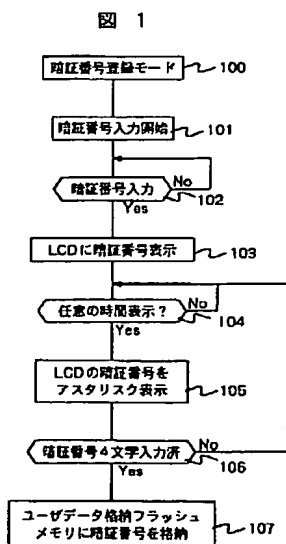 図 1
暗証番号登録モード
100
暗証番号入力開始
101
暗証番号入力
No
102
Yes
LCDに暗証番号表示
103
任意の時間表示？
No
104
Yes
LCDの暗証番号を
アスタリスク表示
105
暗証番号4文字入力済
No
106
Yes
ユーザデータ格納フラッシュ
メモリに暗証番号を格納
107